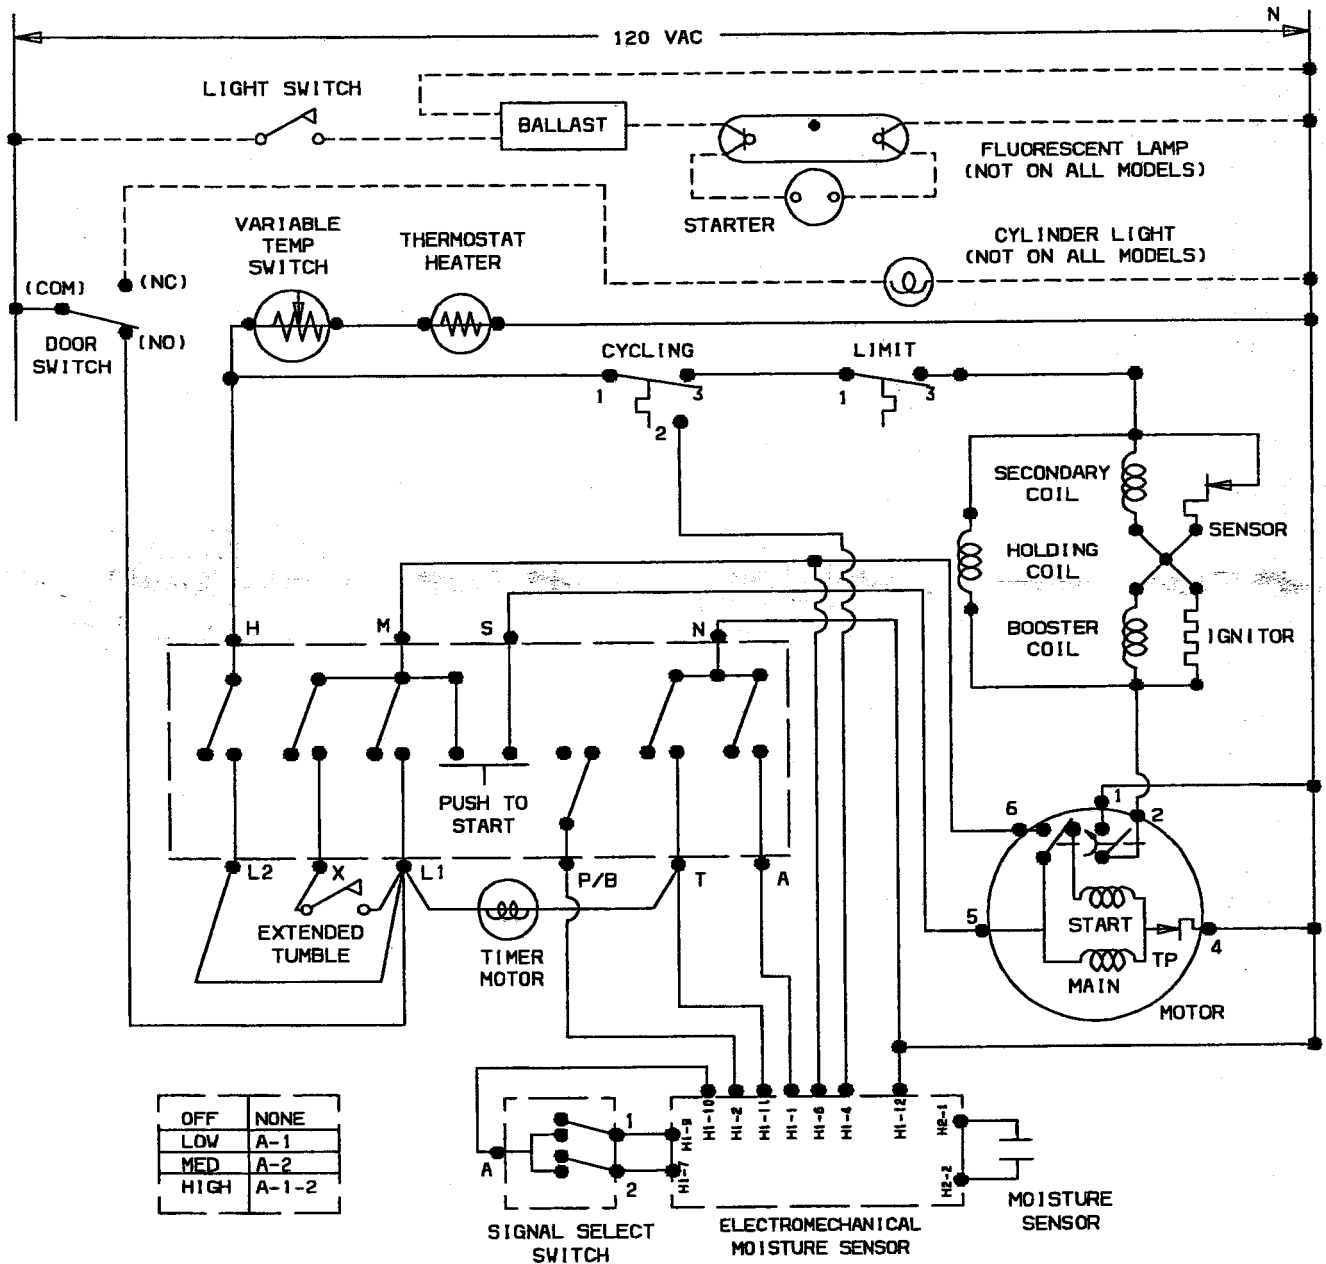 N
120 VAC
LIGHT SWITCH
BALLAST
FLUORESCENT LAMP
(NOT ON ALL MODELS)
STARTER
VARIABLE
TEMP
SWITCH
THERMOSTAT
HEATER
CYLINDER LIGHT
(NOT ON ALL MODELS)
(COM)
(NC)
DOOR
SWITCH
(NO)
CYCLING
LIMIT
1
3
1
3
2
SECONDARY
COIL
SENSOR
HOLDING
COIL
BOOSTER
COIL
IGNITOR
H
M
S
N
PUSH TO
START
6
1
2
L2
X
L1
P/B
T
A
EXTENDED
TUMBLE
TIMER
MOTOR
5
START
TP
4
MAIN
MOTOR
OFF NONE
LOW A-1
MED A-2
HIGH A-1-2
A
1
2
H1-9
H1-7
H1-10
H1-2
H1-11
H1-1
H1-6
H1-4
H1-12
H2-1
H2-2
SIGNAL SELECT
SWITCH
ELECTROMECHANICAL
MOISTURE SENSOR
MOISTURE
SENSOR